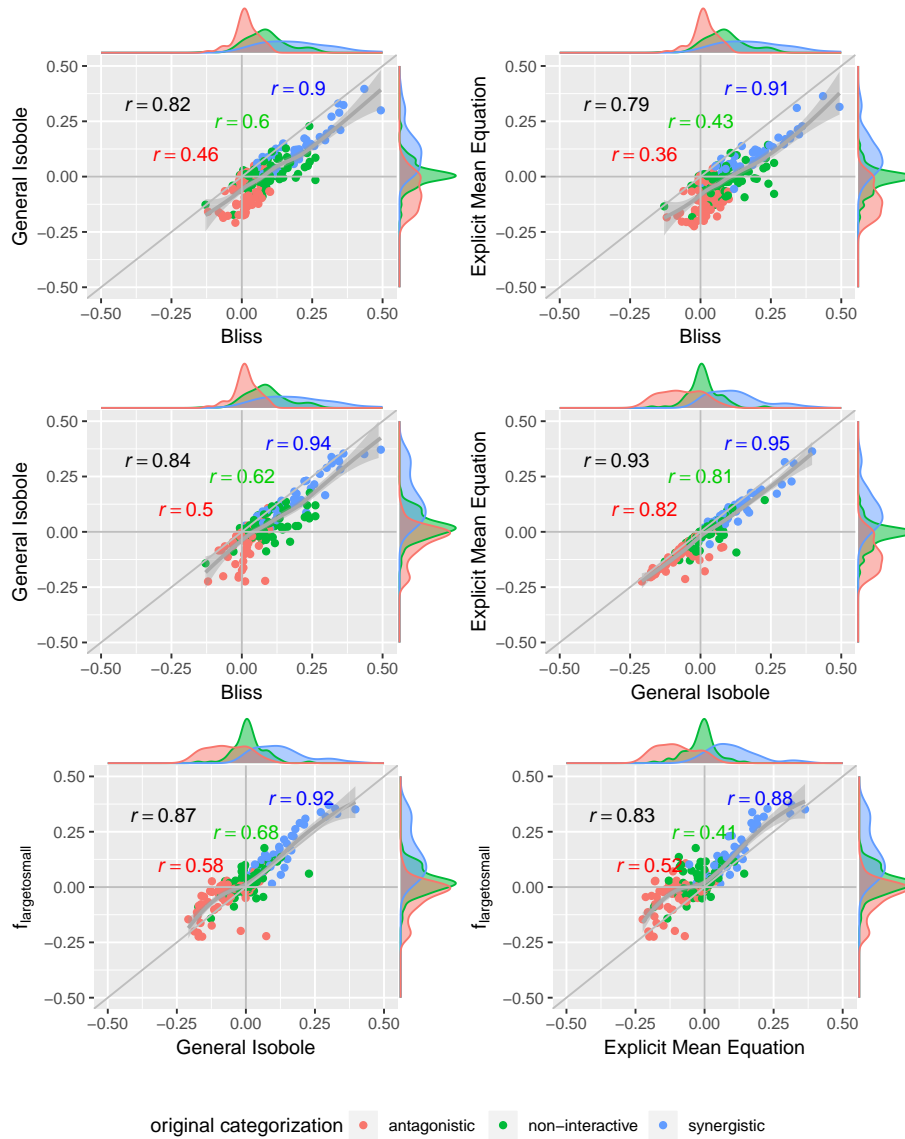 0.50
0.25
0.00
−0.25
−0.50
General Isobole
r = 0.82
r = 0.9
r = 0.6
r = 0.46
−0.50 −0.25 0.00 0.25 0.50
Bliss
0.50
0.25
0.00
−0.25
−0.50
Explicit Mean Equation
r = 0.79
r = 0.91
r = 0.43
r = 0.36
−0.50 −0.25 0.00 0.25 0.50
Bliss
0.50
0.25
0.00
−0.25
−0.50
General Isobole
r = 0.84
r = 0.94
r = 0.62
r = 0.5
−0.50 −0.25 0.00 0.25 0.50
Bliss
0.50
0.25
0.00
−0.25
−0.50
Explicit Mean Equation
r = 0.93
r = 0.95
r = 0.81
r = 0.82
−0.50 −0.25 0.00 0.25 0.50
General Isobole
0.50
0.25
0.00
−0.25
−0.50
flargetosmall
r = 0.87
r = 0.92
r = 0.68
r = 0.58
−0.50 −0.25 0.00 0.25 0.50
General Isobole
0.50
0.25
0.00
−0.25
−0.50
flargetosmall
r = 0.83
r = 0.88
r = 0.41
r = 0.52
−0.50 −0.25 0.00 0.25 0.50
Explicit Mean Equation
original categorization antagonistic non−interactive synergistic